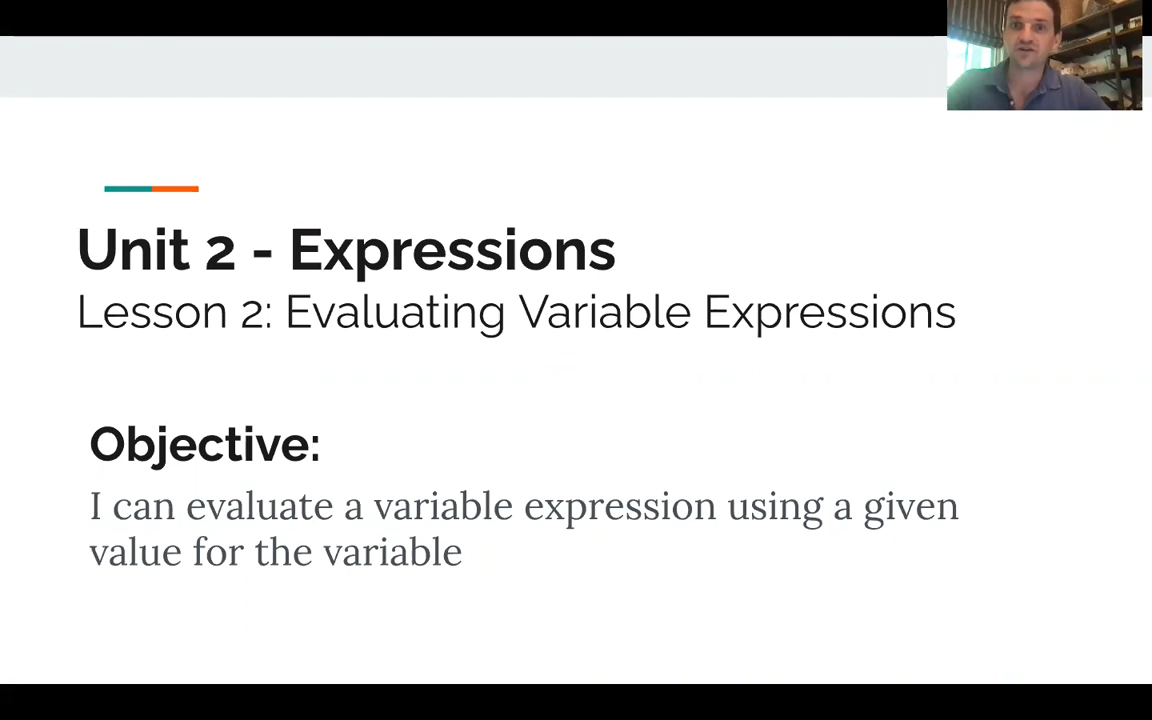 Unit 2 - Expressions
Lesson 2: Evaluating Variable Expressions
Objective:
I can evaluate a variable expression using a given
value for the variable